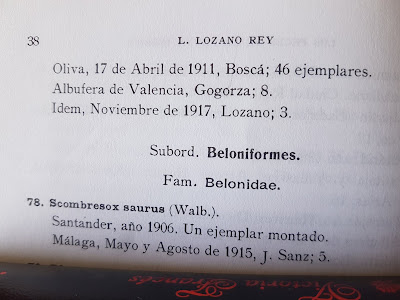 38 L. LOZANO REY
Oliva, 17 de Abril de 1911, Boscá; 46 ejemplares.
Albufera de Valencia, Gogorza; 8.
Idem, Noviembre de 1917, Lozano; 3.
Subord. Beloniformes.
Fam. Belonidae.
78. Scombresox saurus (Walb.).
Santander, año 1906. Un ejemplar montado.
Málaga, Mayo y Agosto de 1915, J. Sanz; 5.
Victoria Francés